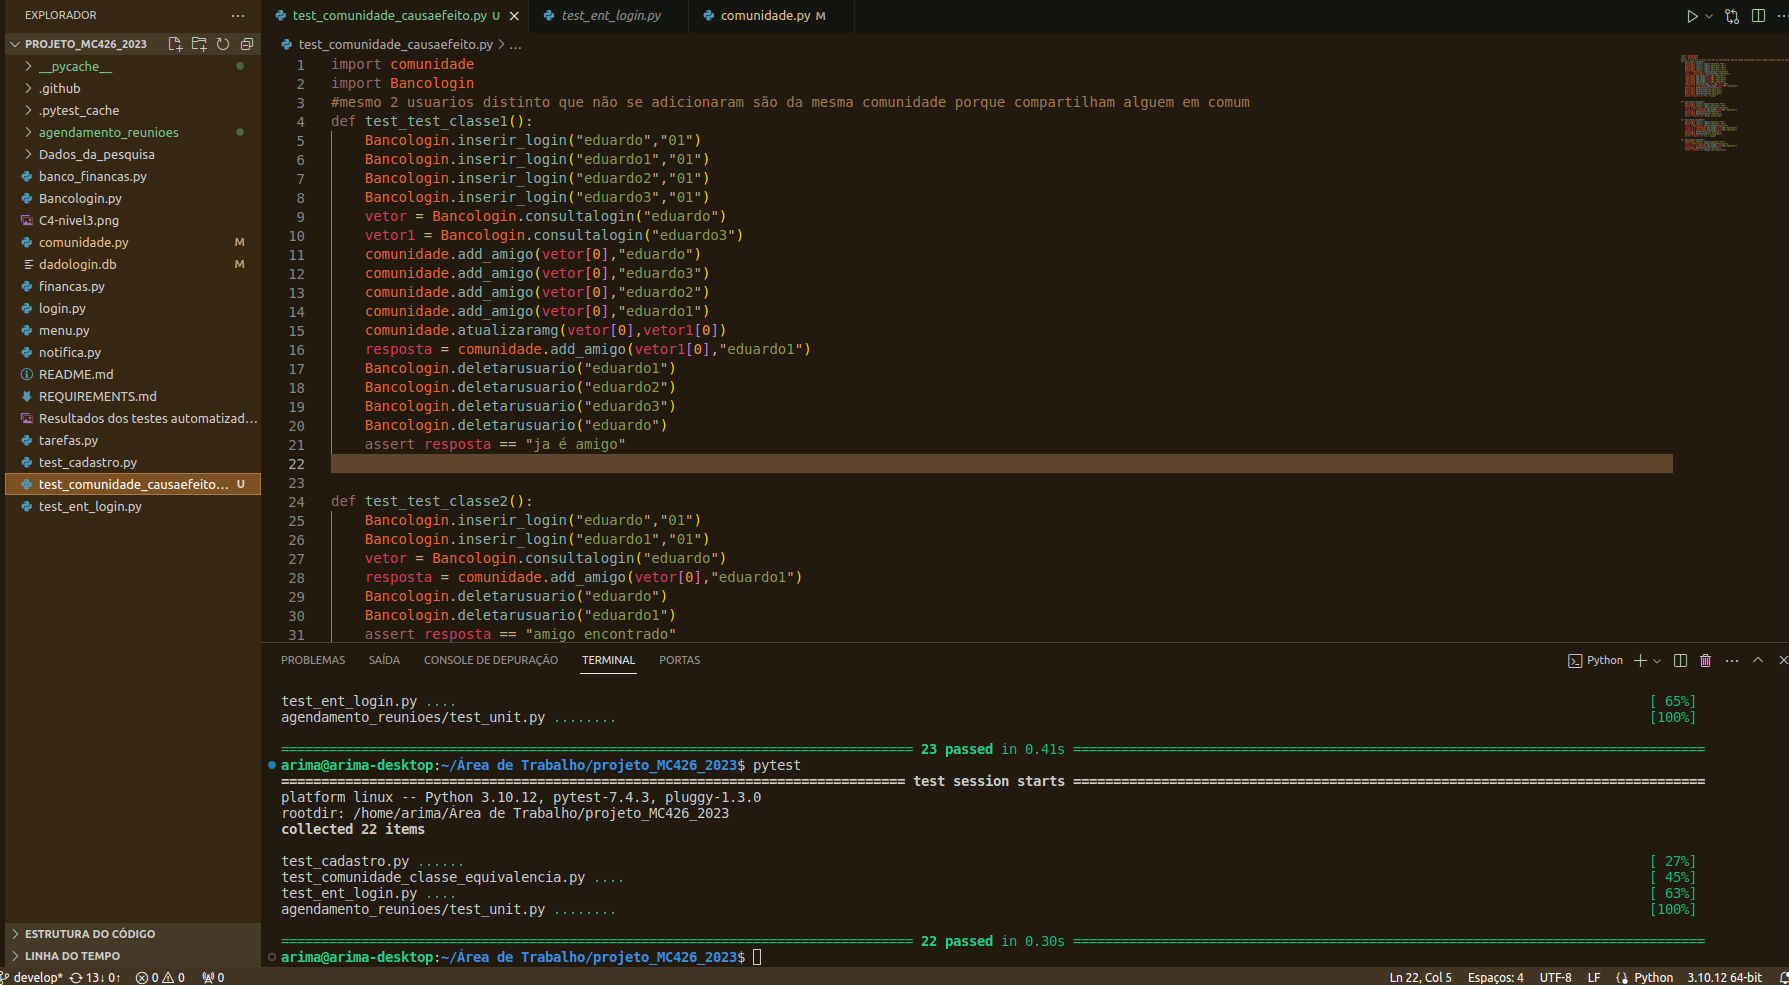 EXPLORADOR
PROJETO_MC426_2023
__pycache__
.github
.pytest_cache
agendamento_reunioes
Dados_da_pesquisa
banco_financas.py
Bancologin.py
C4-nivel3.png
comunidade.py M
dadologin.db M
financas.py
login.py
menu.py
notifica.py
README.md
REQUIREMENTS.md
Resultados dos testes automatizad...
tarefas.py
test_cadastro.py
test_comunidade_causaefeito... U
test_ent_login.py
ESTRUTURA DO CÓDIGO
LINHA DO TEMPO
test_comunidade_causaefeito.py U
test_ent_login.py
comunidade.py M
test_comunidade_causaefeito.py > ...
1 import comunidade
2 import Bancologin
3 #mesmo 2 usuarios distinto que não se adicionaram são da mesma comunidade porque compartilham alguem em comum
4 def test_test_classe1():
5 Bancologin.inserir_login("eduardo","01")
6 Bancologin.inserir_login("eduardo1","01")
7 Bancologin.inserir_login("eduardo2","01")
8 Bancologin.inserir_login("eduardo3","01")
9 vetor = Bancologin.consultalogin("eduardo")
10 vetor1 = Bancologin.consultalogin("eduardo3")
11 comunidade.add_amigo(vetor[0],"eduardo")
12 comunidade.add_amigo(vetor[0],"eduardo3")
13 comunidade.add_amigo(vetor[0],"eduardo2")
14 comunidade.add_amigo(vetor[0],"eduardo1")
15 comunidade.atualizaramg(vetor[0],vetor1[0])
16 resposta = comunidade.add_amigo(vetor1[0],"eduardo1")
17 Bancologin.deletarusuario("eduardo1")
18 Bancologin.deletarusuario("eduardo2")
19 Bancologin.deletarusuario("eduardo3")
20 Bancologin.deletarusuario("eduardo")
21 assert resposta == "ja é amigo"
22
23
24 def test_test_classe2():
25 Bancologin.inserir_login("eduardo","01")
26 Bancologin.inserir_login("eduardo1","01")
27 vetor = Bancologin.consultalogin("eduardo")
28 resposta = comunidade.add_amigo(vetor[0],"eduardo1")
29 Bancologin.deletarusuario("eduardo")
30 Bancologin.deletarusuario("eduardo1")
31 assert resposta == "amigo encontrado"
PROBLEMAS SAÍDA CONSOLE DE DEPURAÇÃO TERMINAL PORTAS Python
test_ent_login.py .... [ 65%]
agendamento_reunioes/test_unit.py ........ [100%]
23 passed in 0.41s
arima@arima-desktop:~/Área de Trabalho/projeto_MC426_2023$ pytest
test session starts
platform linux -- Python 3.10.12, pytest-7.4.3, pluggy-1.3.0
rootdir: /home/arima/Área de Trabalho/projeto_MC426_2023
collected 22 items
test_cadastro.py ...... [ 27%]
test_comunidade_classe_equivalencia.py .... [ 45%]
test_ent_login.py .... [ 63%]
agendamento_reunioes/test_unit.py ........ [100%]
22 passed in 0.30s
arima@arima-desktop:~/Área de Trabalho/projeto_MC426_2023$
develop* 13↓ 0↑ 0 0 0 Ln 22, Col 5 Espaços: 4 UTF-8 LF Python 3.10.12 64-bit